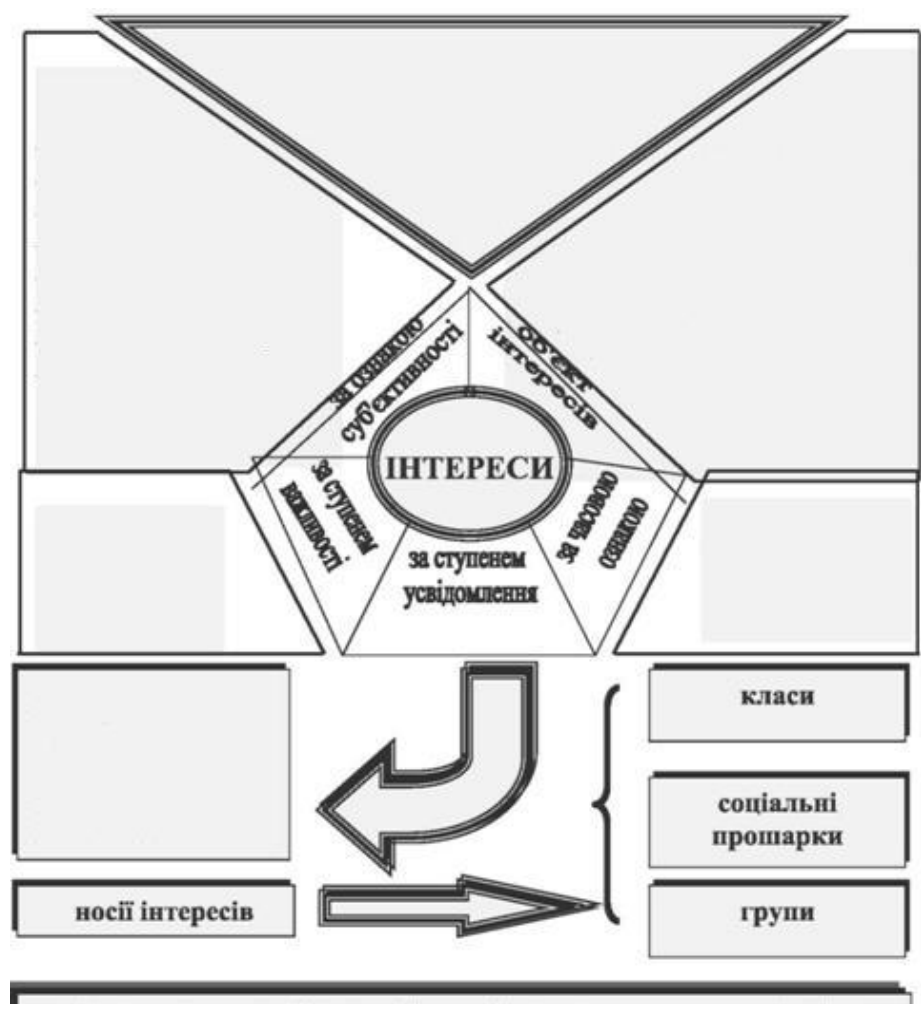 за ознакою
суб'єктивності
об'єкт
інтересів
ІНТЕРЕСИ
за ступенем
важливості
за часовою
ознакою
за ступенем
усвідомлення
класи
соціальні
прошарки
носії інтересів
групи